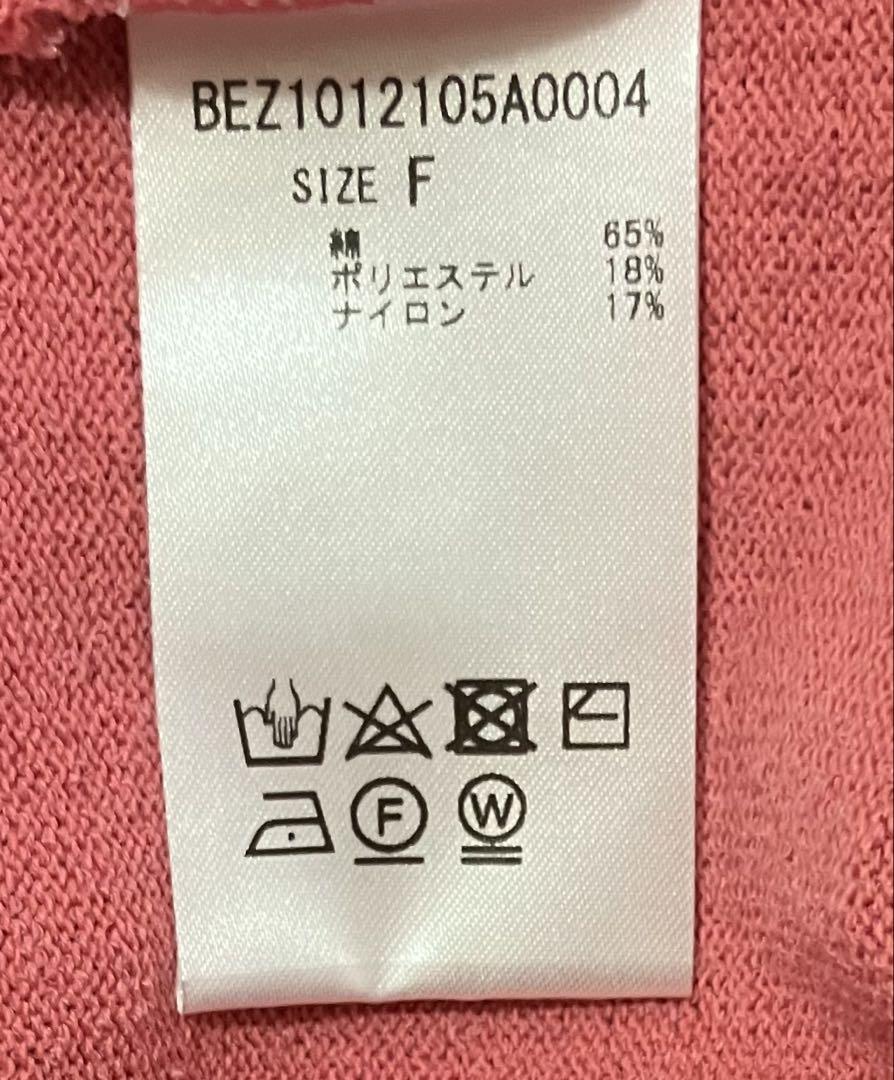 BEZ1012105A0004
SIZE F
綿 65%
ポリエステル 18%
ナイロン 17%
F W